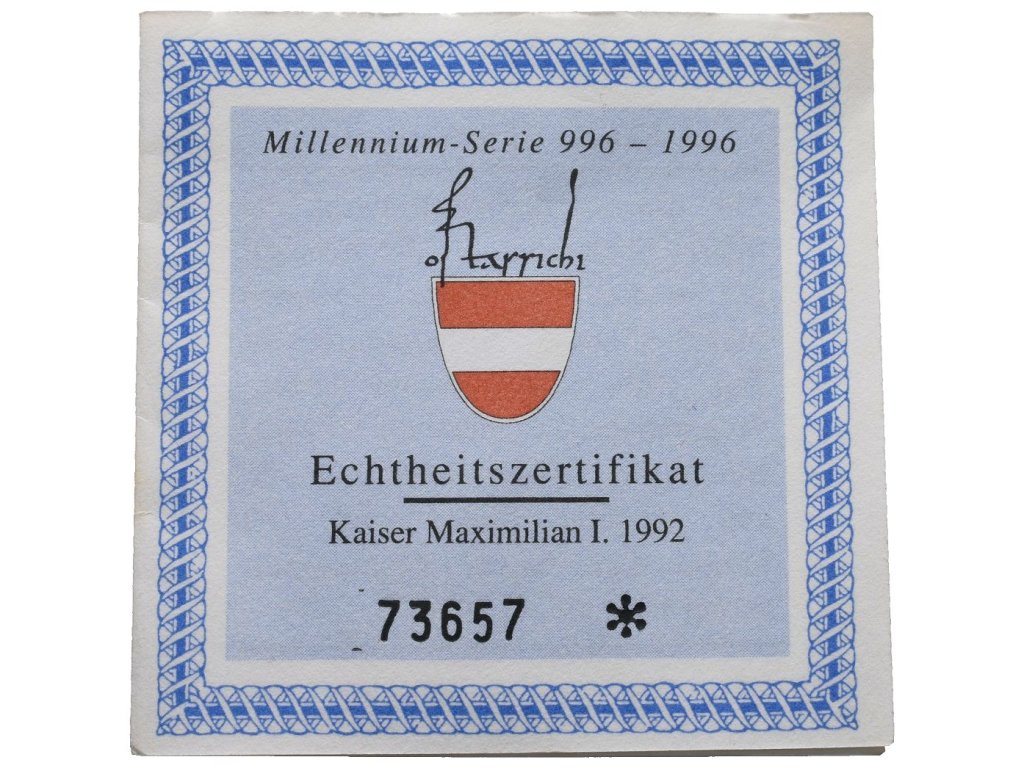 Millennium-Serie 996 – 1996
ostarrichi
Echtheitszertifikat
Kaiser Maximilian I. 1992
73657 *